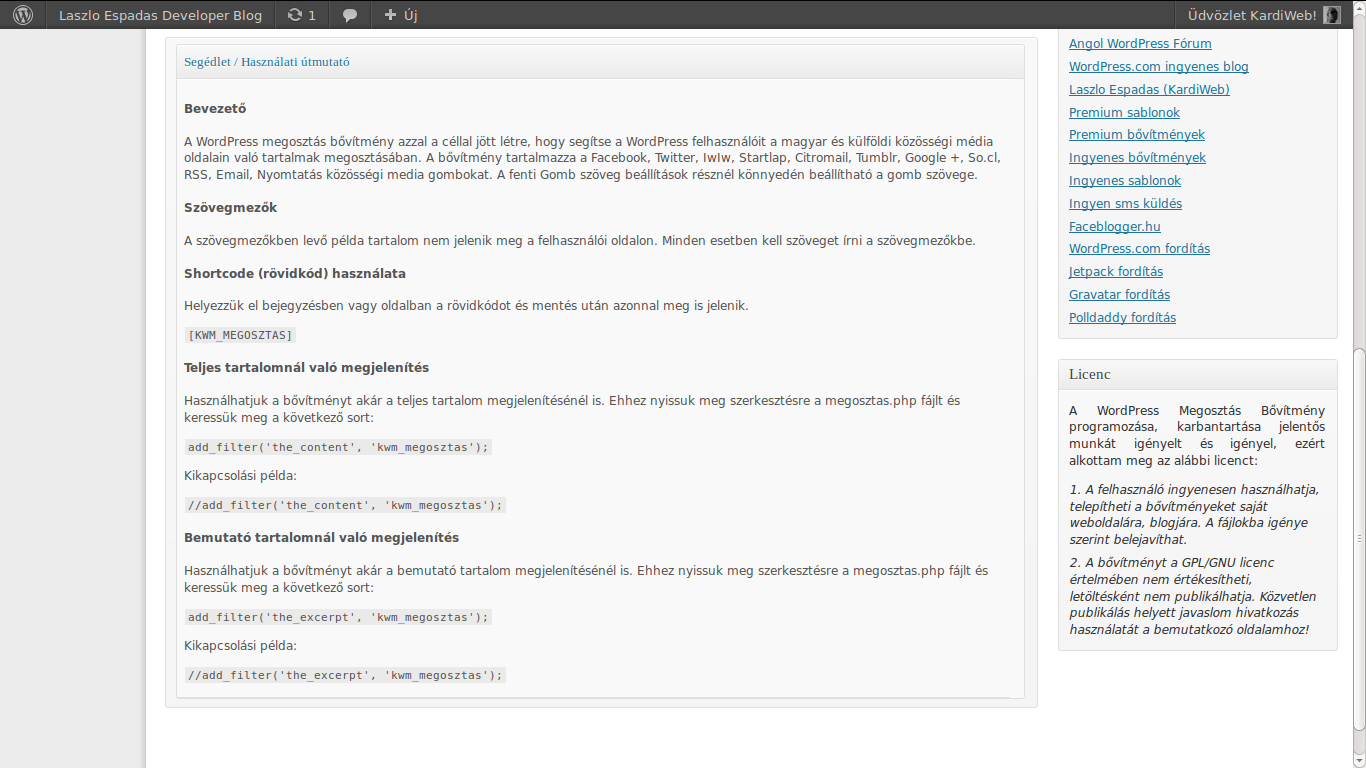 Laszlo Espadas Developer Blog
1
Új
Üdvözlet KardiWeb!
Segédlet / Használati útmutató
Bevezető
A WordPress megosztás bővítmény azzal a céllal jött létre, hogy segítse a WordPress felhasználóit a magyar és külföldi közösségi média
oldalain való tartalmak megosztásában. A bővítmény tartalmazza a Facebook, Twitter, IwIw, Startlap, Citromail, Tumblr, Google +, So.cl,
RSS, Email, Nyomtatás közösségi media gombokat. A fenti Gomb szöveg beállítások résznél könnyedén beállítható a gomb szövege.
Szövegmezők
A szövegmezőkben levő példa tartalom nem jelenik meg a felhasználói oldalon. Minden esetben kell szöveget írni a szövegmezőkbe.
Shortcode (rövidkód) használata
Helyezzük el bejegyzésben vagy oldalban a rövidkódot és mentés után azonnal meg is jelenik.
[KWM_MEGOSZTAS]
Teljes tartalomnál való megjelenítés
Használhatjuk a bővítményt akár a teljes tartalom megjelenítésénél is. Ehhez nyissuk meg szerkesztésre a megosztas.php fájlt és
keressük meg a következő sort:
add_filter('the_content', 'kwm_megosztas');
Kikapcsolási példa:
//add_filter('the_content', 'kwm_megosztas');
Bemutató tartalomnál való megjelenítés
Használhatjuk a bővítményt akár a bemutató tartalom megjelenítésénél is. Ehhez nyissuk meg szerkesztésre a megosztas.php fájlt és
keressük meg a következő sort:
add_filter('the_excerpt', 'kwm_megosztas');
Kikapcsolási példa:
//add_filter('the_excerpt', 'kwm_megosztas');
Angol WordPress Fórum
WordPress.com ingyenes blog
Laszlo Espadas (KardiWeb)
Premium sablonok
Premium bővítmények
Ingyenes bővítmények
Ingyenes sablonok
Ingyen sms küldés
Faceblogger.hu
WordPress.com fordítás
Jetpack fordítás
Gravatar fordítás
Polldaddy fordítás
Licenc
A WordPress Megosztás Bővítmény
programozása, karbantartása jelentős
munkát igényelt és igényel, ezért
alkottam meg az alábbi licenct:
1. A felhasználó ingyenesen használhatja,
telepítheti a bővítményeket saját
weboldalára, blogjára. A fájlokba igénye
szerint belejavíthat.
2. A bővítményt a GPL/GNU licenc
értelmében nem értékesítheti,
letöltésként nem publikálhatja. Közvetlen
publikálás helyett javaslom hivatkozás
használatát a bemutatkozó oldalamhoz!